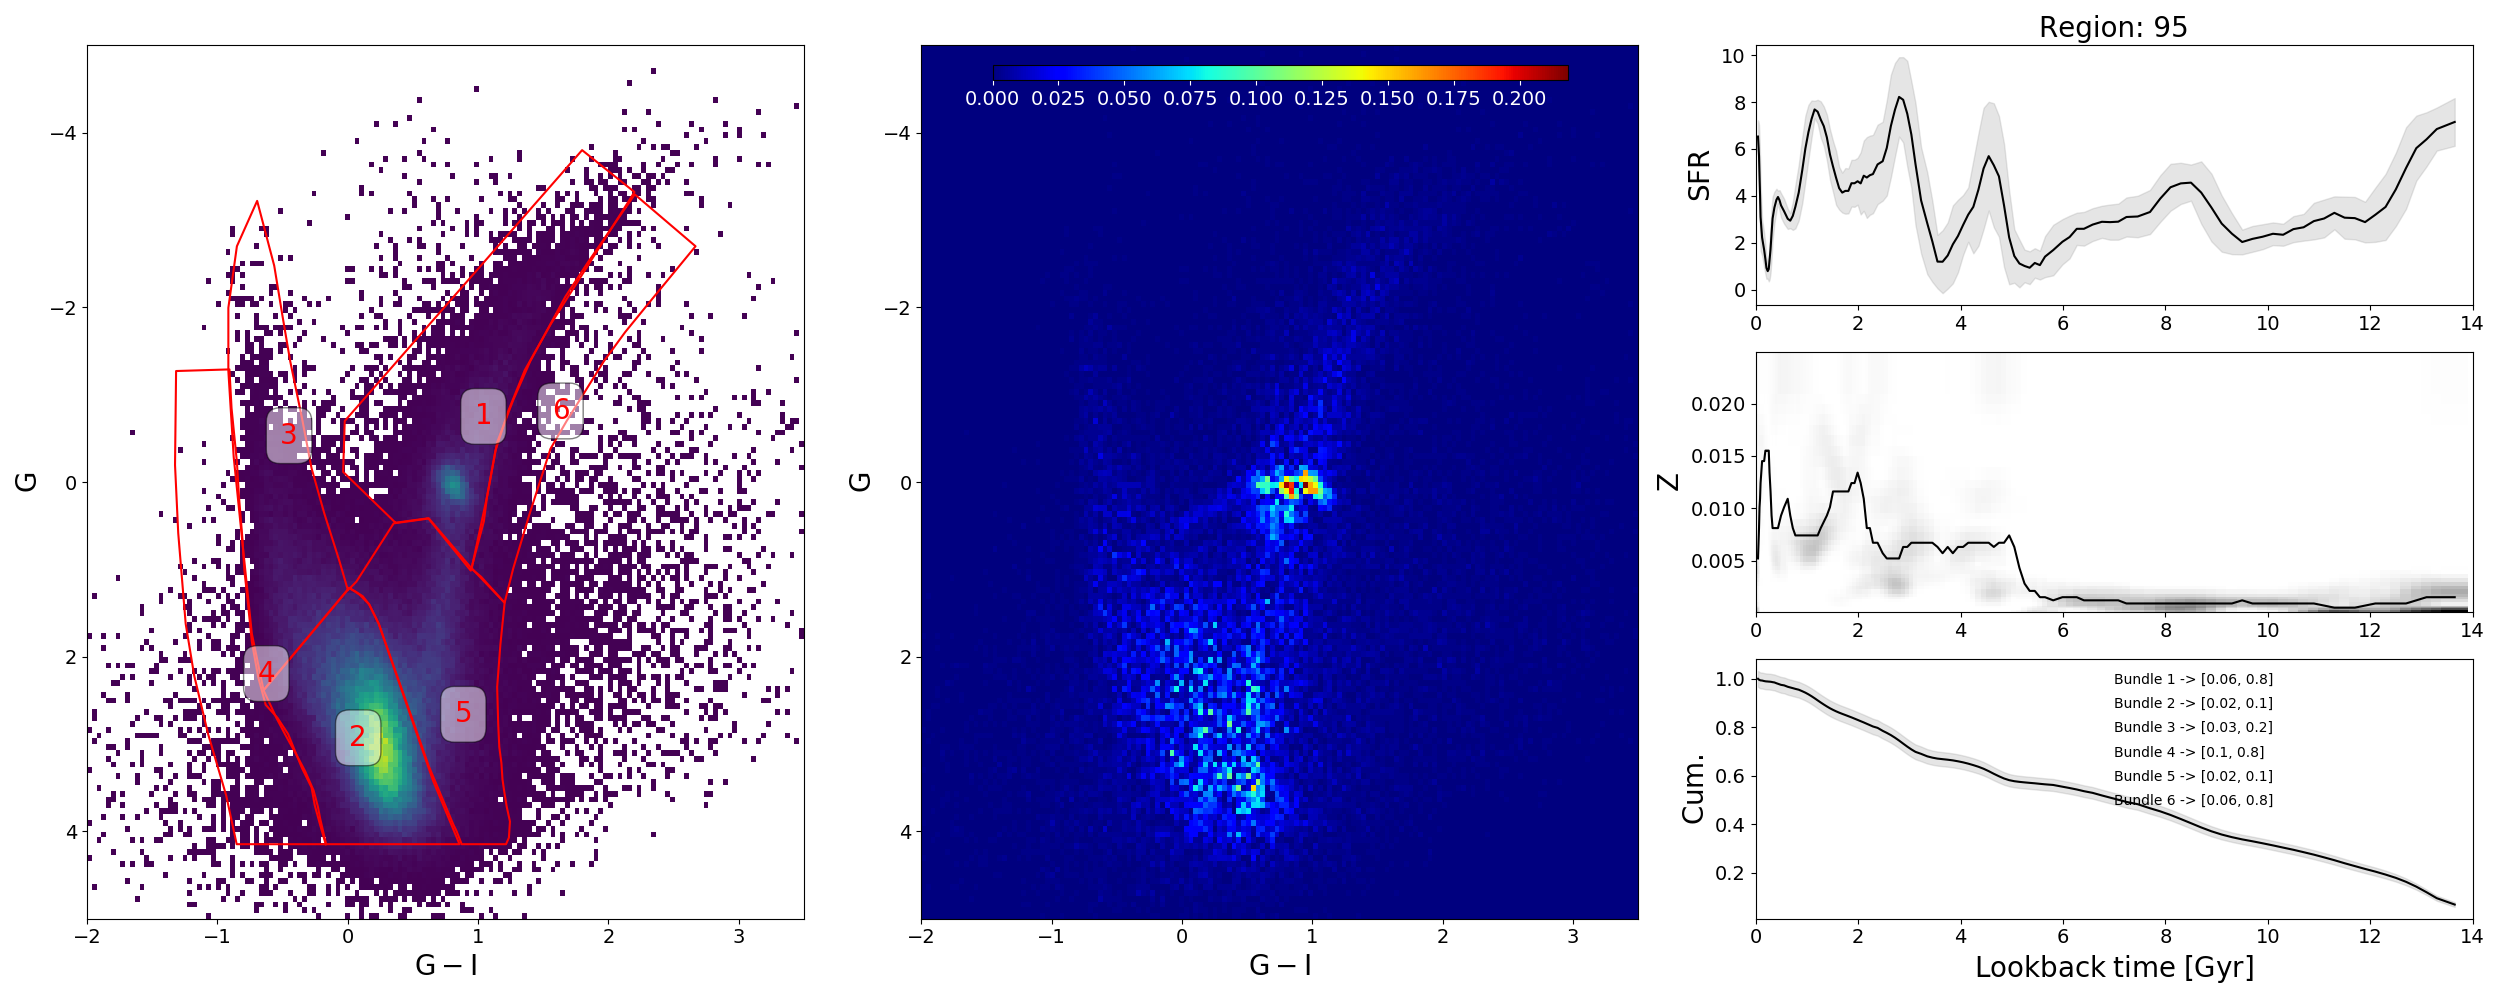 −4
−2
0
2
4
G
−2
−1
0
1
2
3
G − I
1
2
3
4
5
6
0.000 0.025 0.050 0.075 0.100 0.125 0.150 0.175 0.200
−4
−2
0
2
4
G
−2
−1
0
1
2
3
G − I
Region: 95
10
8
6
4
2
0
SFR
0 2 4 6 8 10 12 14
0.020
0.015
0.010
0.005
Z
0 2 4 6 8 10 12 14
1.0
0.8
0.6
0.4
0.2
Cum.
Bundle 1 -> [0.06, 0.8]
Bundle 2 -> [0.02, 0.1]
Bundle 3 -> [0.03, 0.2]
Bundle 4 -> [0.1, 0.8]
Bundle 5 -> [0.02, 0.1]
Bundle 6 -> [0.06, 0.8]
0 2 4 6 8 10 12 14
Lookback time [Gyr]